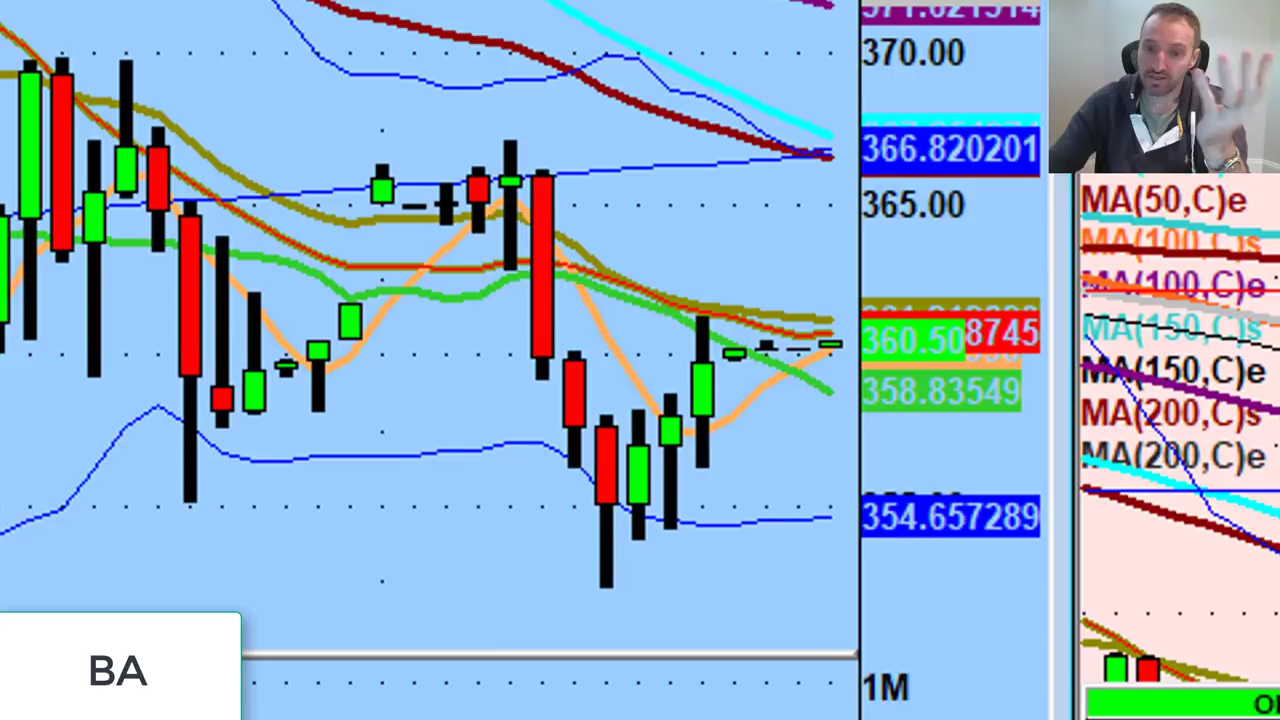 370.00
366.820201
365.00
8745
360.50
358.83549
354.657289
1M
MA(50,C)e
MA(100,C)s
MA(100,C)e
MA(150,C)s
MA(150,C)e
MA(200,C)s
MA(200,C)e
BA